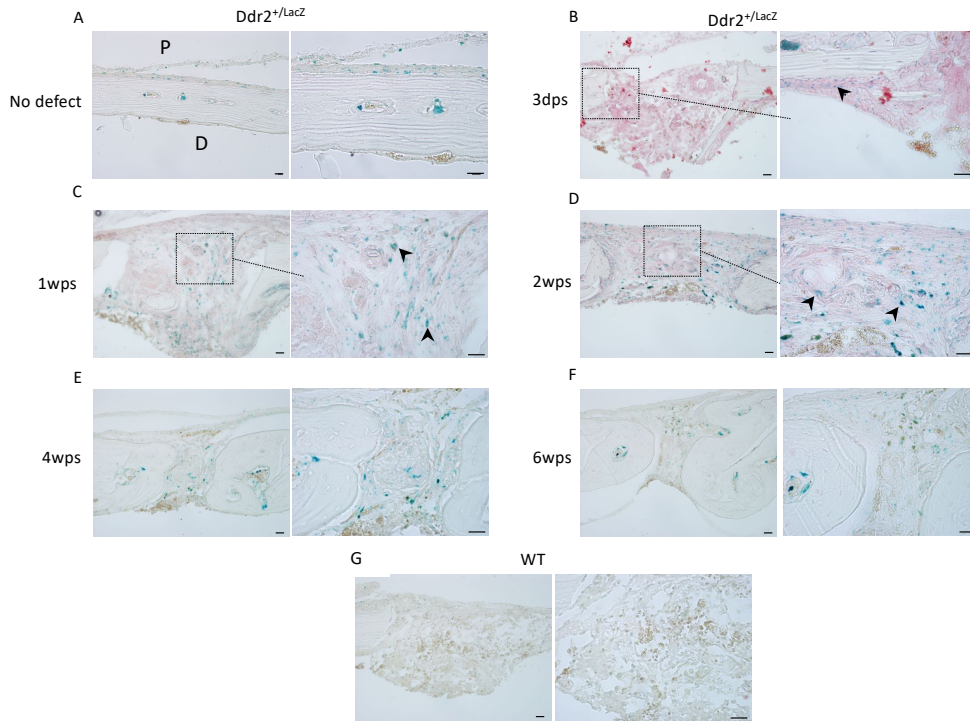 A
Ddr2+/LacZ
P
No defect
D
B
Ddr2+/LacZ
3dps
C
1wps
D
2wps
E
4wps
F
6wps
G
WT